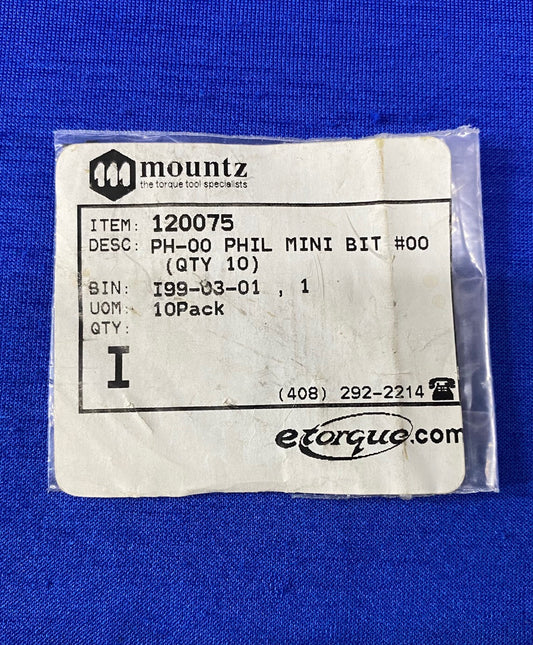 mountz
the torque tool specialists
ITEM: 120075
DESC: PH-00 PHIL MINI BIT #00
(QTY 10)
BIN: I99-03-01 , 1
UOM: 10Pack
QTY:
I
(408) 292-2214
etorque.com